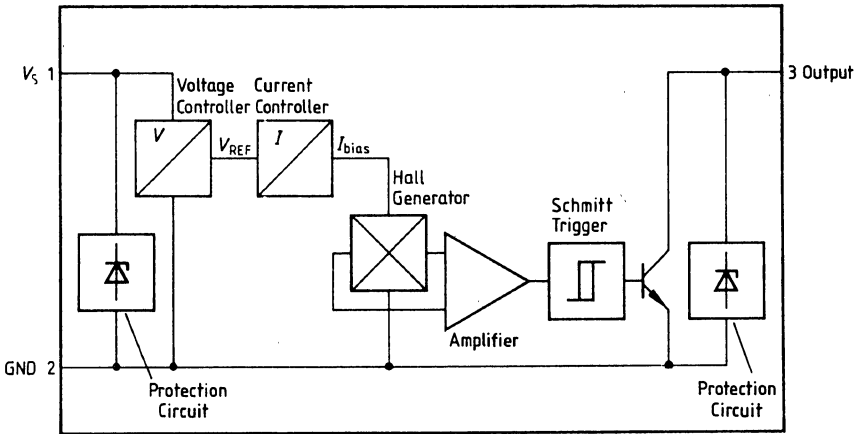 V_S 1
3 Output
Voltage
Controller
Current
Controller
V
V_REF
I
I_bias
Hall
Generator
Schmitt
Trigger
Amplifier
GND 2
Protection
Circuit
Protection
Circuit